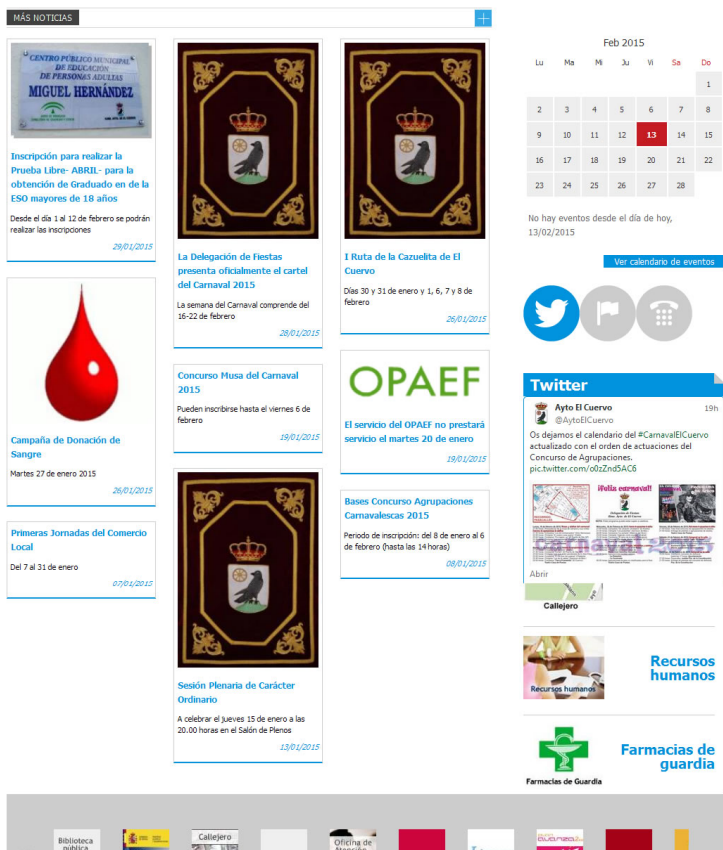 MÁS NOTICIAS
CENTRO PÚBLICO MUNICIPAL
DE EDUCACIÓN
DE PERSONAS ADULTAS
MIGUEL HERNÁNDEZ
Inscripción para realizar la
Prueba Libre- ABRIL- para la
obtención de Graduado en de la
ESO mayores de 18 años
Desde el día 1 al 12 de febrero se podrán
realizar las inscripciones
29/01/2015
Campaña de Donación de
Sangre
Martes 27 de enero 2015
26/01/2015
Primeras Jornadas del Comercio
Local
Del 7 al 31 de enero
07/01/2015
La Delegación de Fiestas
presenta oficialmente el cartel
del Carnaval 2015
La semana del Carnaval comprende del
16-22 de febrero
28/01/2015
Concurso Musa del Carnaval
2015
Pueden inscribirse hasta el viernes 6 de
febrero
19/01/2015
Sesión Plenaria de Carácter
Ordinario
A celebrar el jueves 15 de enero a las
20.00 horas en el Salón de Plenos
13/01/2015
I Ruta de la Cazuelita de El
Cuervo
Días 30 y 31 de enero y 1, 6, 7 y 8 de
febrero
26/01/2015
OPAEF
El servicio del OPAEF no prestará
servicio el martes 20 de enero
19/01/2015
Bases Concurso Agrupaciones
Carnavalescas 2015
Periodo de inscripción: del 8 de enero al 6
de febrero (hasta las 14 horas)
08/01/2015
Feb 2015
Lu Ma Mi Ju Vi Sa Do
1
2 3 4 5 6 7 8
9 10 11 12 13 14 15
16 17 18 19 20 21 22
23 24 25 26 27 28
No hay eventos desde el día de hoy,
13/02/2015
Ver calendario de eventos
Twitter
Ayto El Cuervo 19h
@AytoElCuervo
Os dejamos el calendario del #CarnavalElCuervo
actualizado con el orden de actuaciones del
Concurso de Agrupaciones.
pic.twitter.com/o0zZnd5AC6
¡Feliz carnaval!
carnaval 2015
Abrir
Callejero
Recursos humanos
Recursos
humanos
Farmacias de Guardia
Farmacias de
guardia
Biblioteca
pública
Callejero
Oficina de
Atención